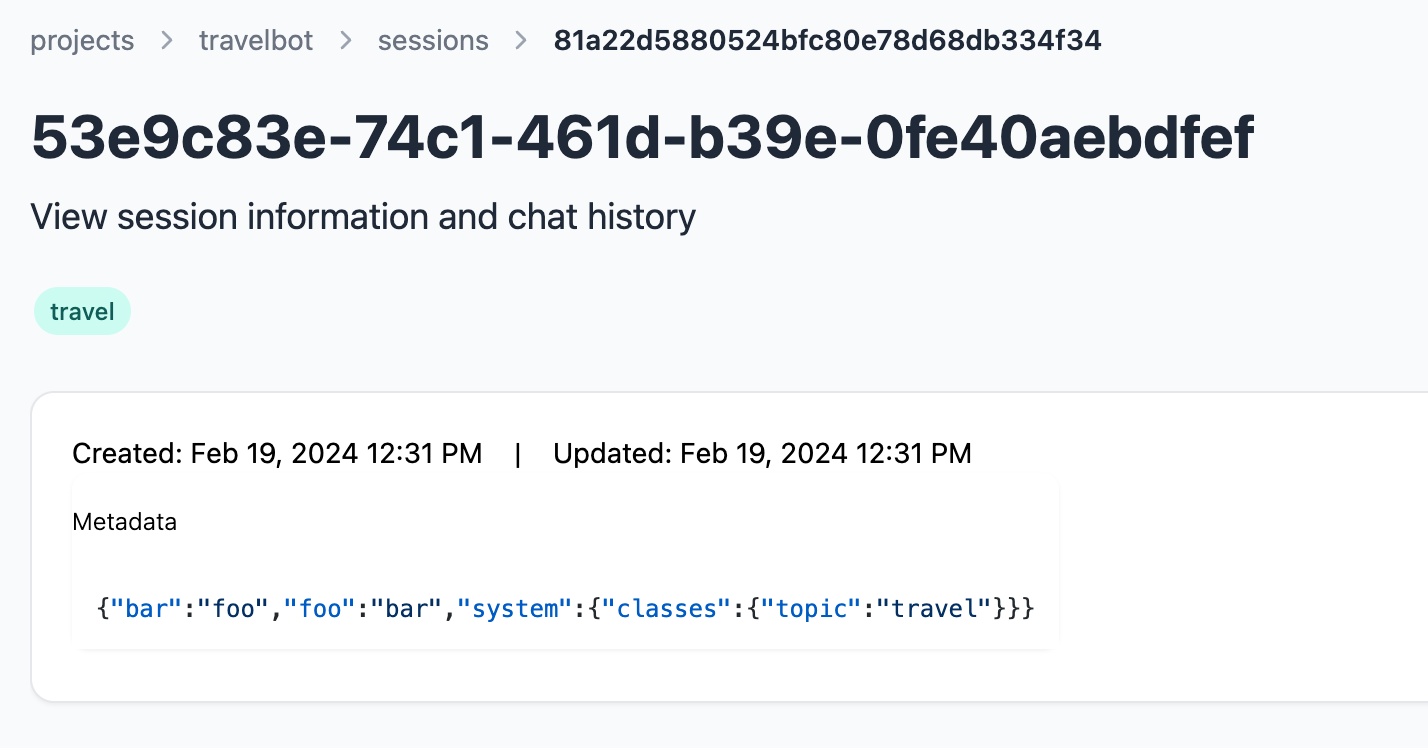 projects > travelbot > sessions > 81a22d5880524bfc80e78d68db334f34
53e9c83e-74c1-461d-b39e-0fe40aebdfef
View session information and chat history
travel
Created: Feb 19, 2024 12:31 PM | Updated: Feb 19, 2024 12:31 PM
Metadata
{"bar":"foo","foo":"bar","system":{"classes":{"topic":"travel"}}}